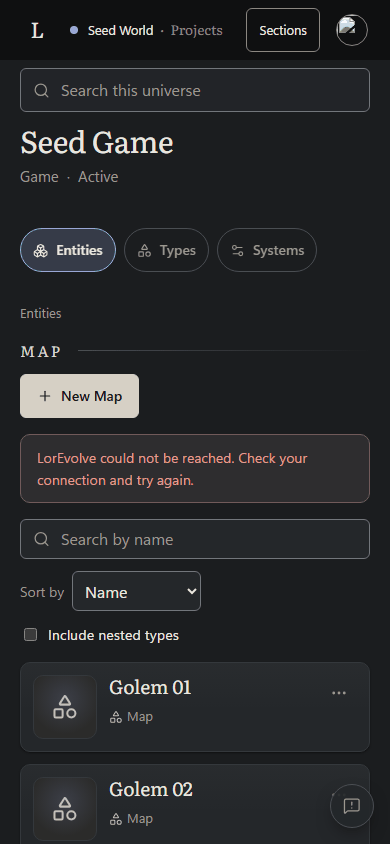 L
Seed World · Projects
Sections
Search this universe
Seed Game
Game · Active
Entities
Types
Systems
Entities
MAP
New Map
LorEvolve could not be reached. Check your
connection and try again.
Search by name
Sort by
Name
Include nested types
Golem 01
Map
Golem 02
Map